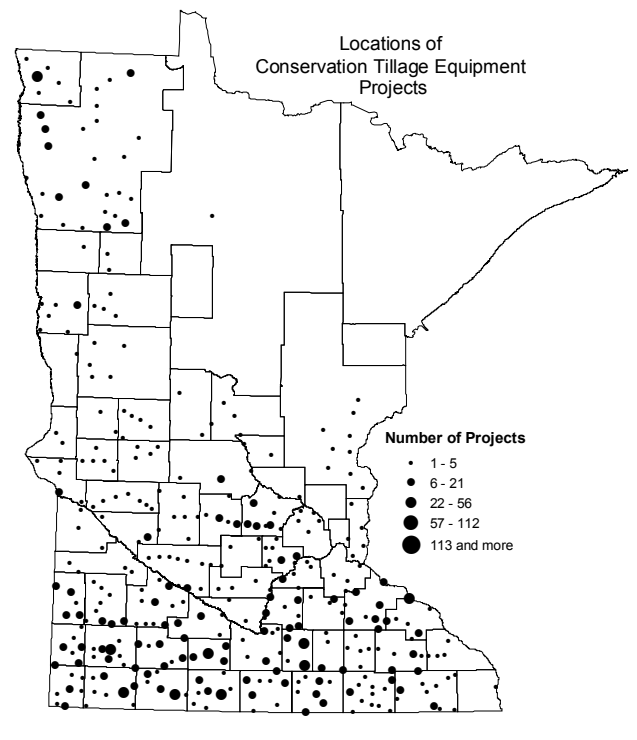 Locations of
Conservation Tillage Equipment
Projects
Number of Projects
1 - 5
6 - 21
22 - 56
57 - 112
113 and more